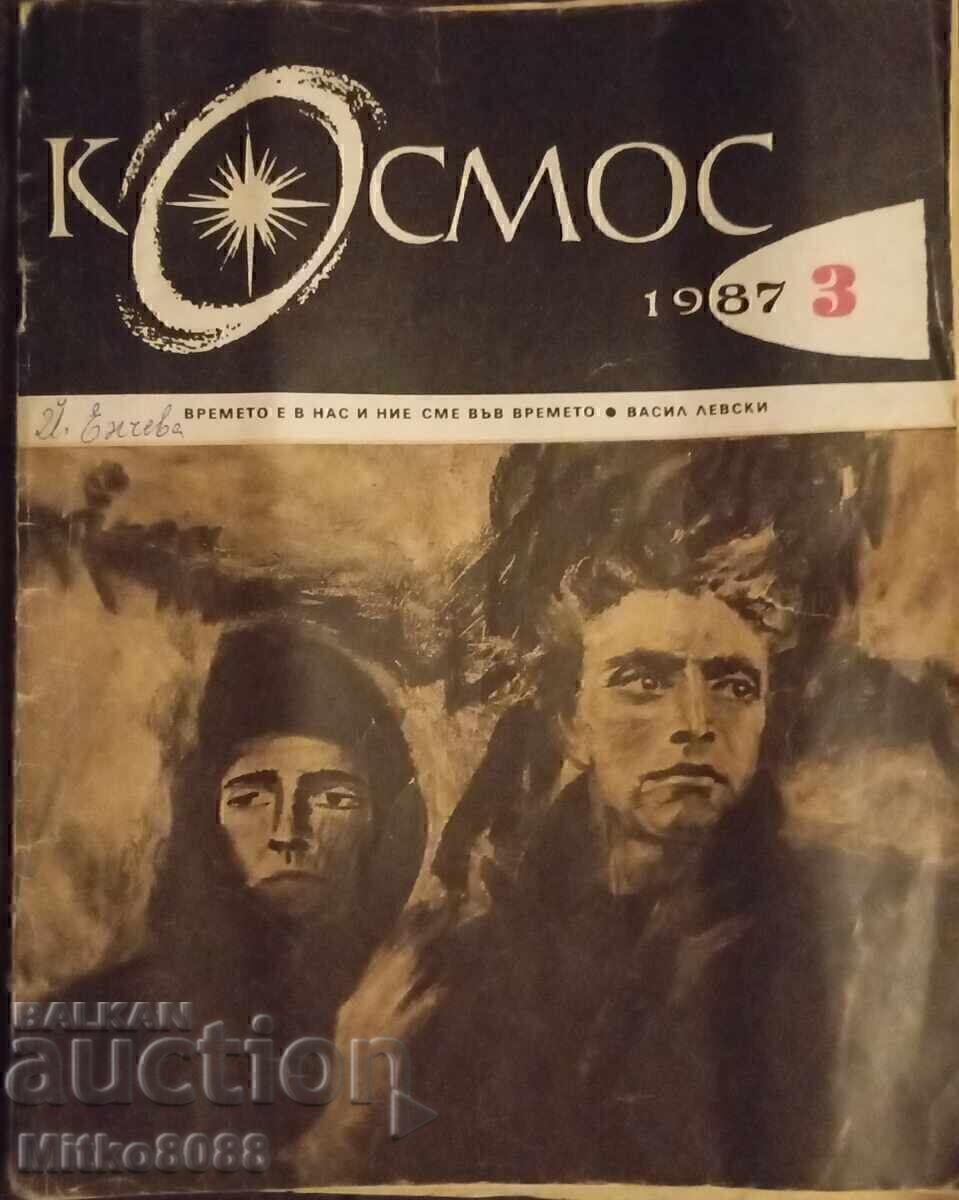 КОСМОС
1987 3
Й. Енчева
ВРЕМЕТО Е В НАС И НИЕ СМЕ ВЪВ ВРЕМЕТО ● ВАСИЛ ЛЕВСКИ
BALKAN
auction
Mitko8088